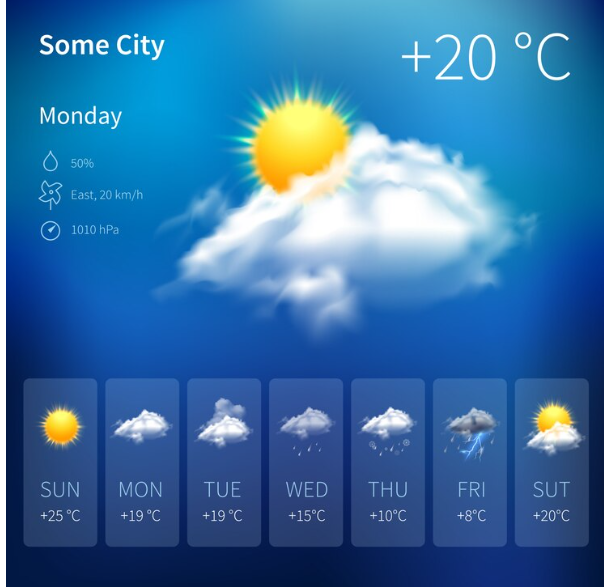 Some City
+20 °C
Monday
50%
East, 20 km/h
1010 hPa
SUN MON TUE WED THU FRI SUT
+25 °C +19 °C +19 °C +15°C +10°C +8°C +20°C